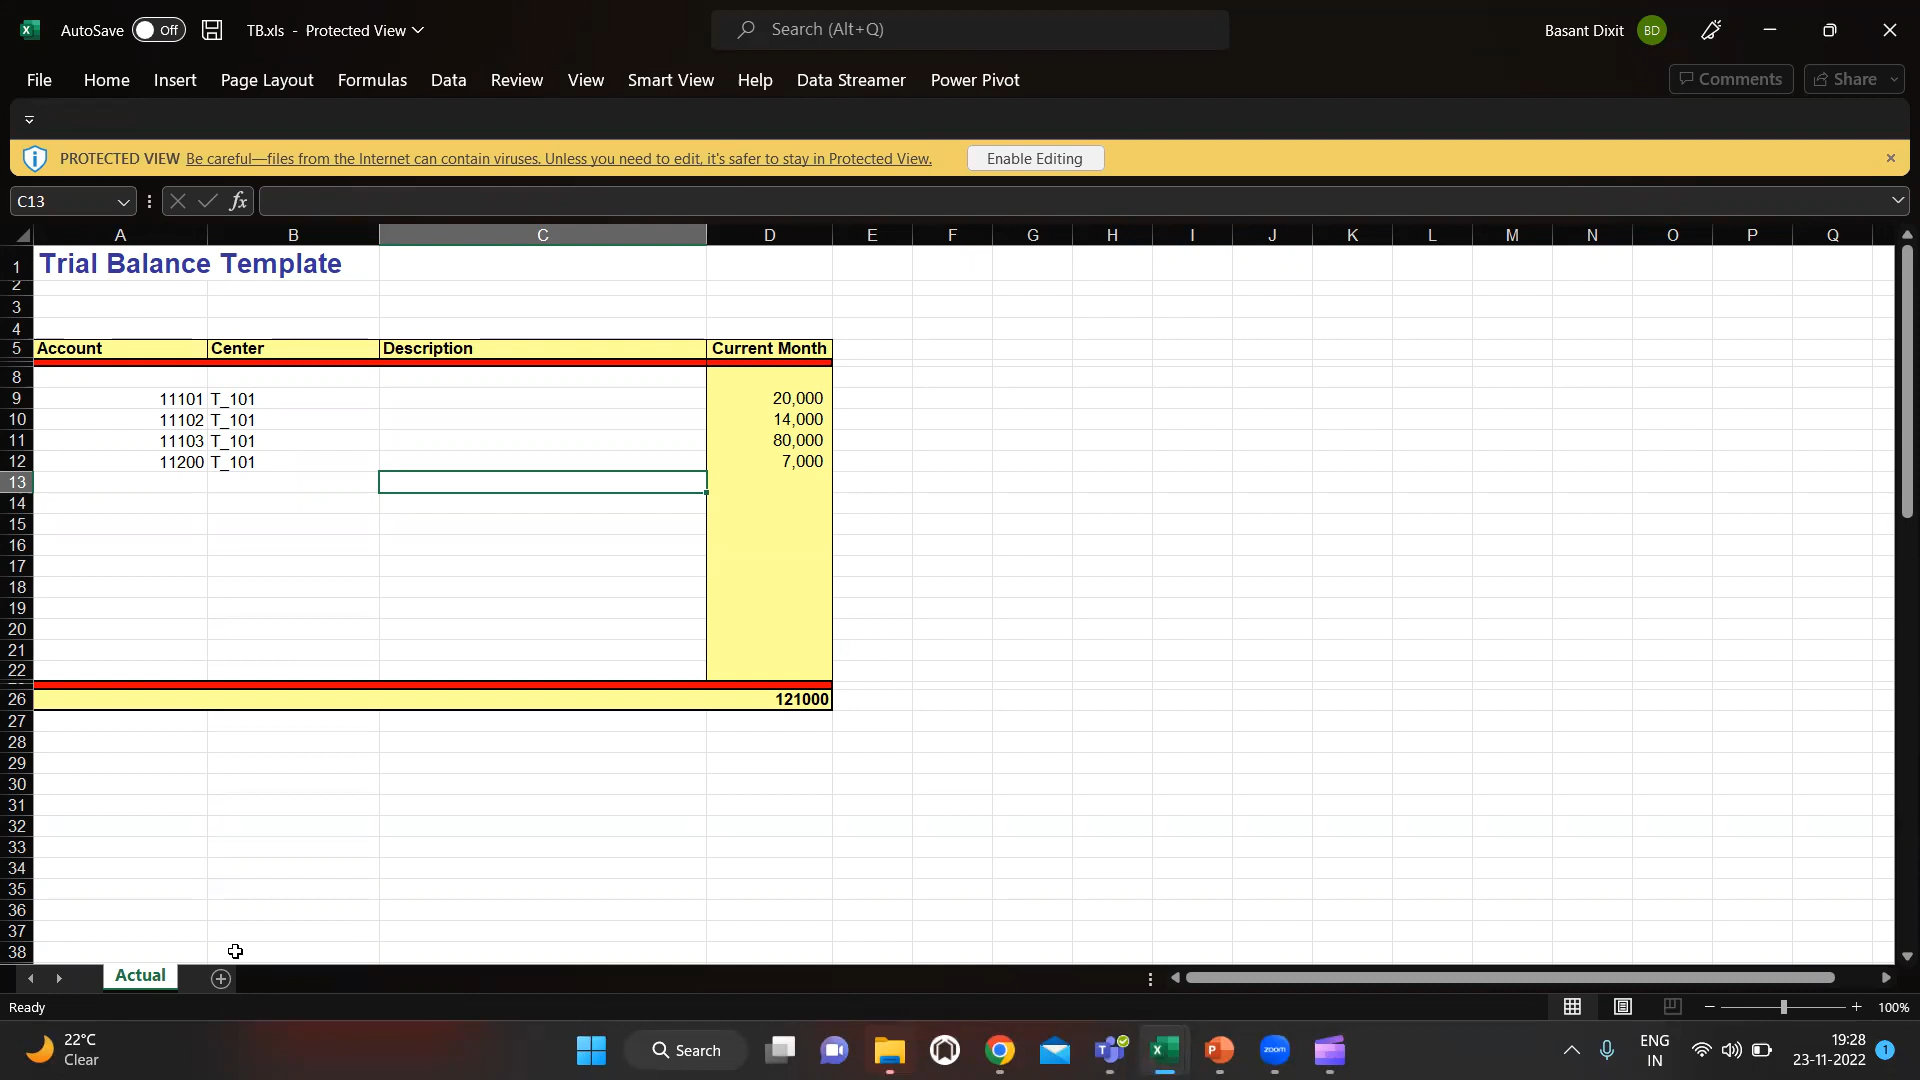 AutoSave Off TB.xls - Protected View Search (Alt+Q) Basant Dixit BD
File Home Insert Page Layout Formulas Data Review View Smart View Help Data Streamer Power Pivot Comments Share
PROTECTED VIEW Be careful—files from the Internet can contain viruses. Unless you need to edit, it's safer to stay in Protected View. Enable Editing
C13 fx
A B C D E F G H I J K L M N O P Q
1 Trial Balance Template
2
3
4
5 Account Center Description Current Month
8
9 11101 T_101 20,000
10 11102 T_101 14,000
11 11103 T_101 80,000
12 11200 T_101 7,000
13
14
15
16
17
18
19
20
21
22
26 121000
27
28
29
30
31
32
33
34
35
36
37
38
Actual
Ready 100%
22°C
Clear
Search
zoom
ENG
IN
19:28
23-11-2022
1